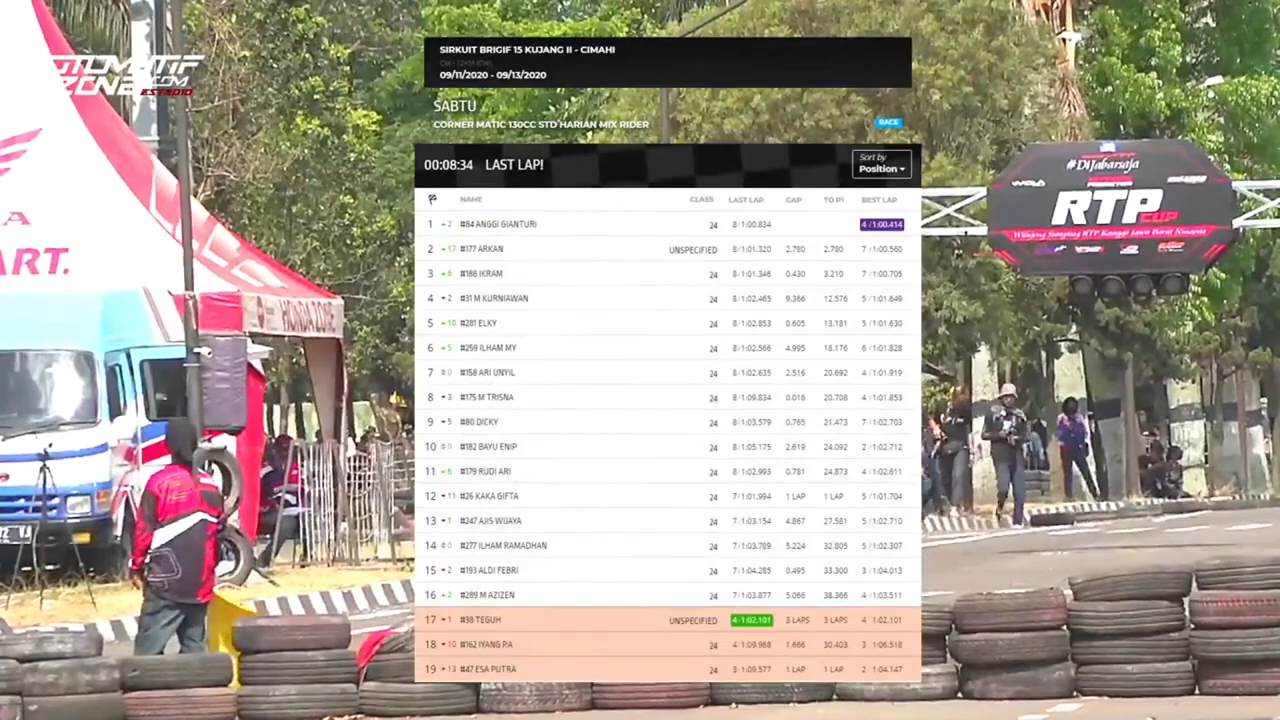 OTOMOTIF
ZONE.COM
ESTADIO
SIRKUIT BRIGIF 15 KUJANG II - CIMAHI
09/11/2020 - 09/13/2020
SABTU
CORNER MATIC 130CC STD HARIAN MIX RIDER
RACE
00:08:34 LAST LAP!
Sort by
Position
NAME CLASS LAST LAP GAP TO P1 BEST LAP
1 2 #84 ANGGI GIANTURI 24 8/1:00.834 4/1:00.414
2 17 #177 ARKAN UNSPECIFIED 8/1:01.320 2.780 2.780 7/1:00.560
3 6 #188 IKRAM 24 8/1:01.346 0.430 3.210 7/1:00.705
4 2 #31 M KURNIAWAN 24 8/1:02.465 9.366 12.576 5/1:01.649
5 10 #281 ELKY 24 8/1:02.853 0.605 13.181 5/1:01.630
6 5 #259 ILHAM MY 24 8/1:02.566 4.995 18.176 6/1:01.828
7 0 #158 ARI UNYIL 24 8/1:02.635 2.516 20.692 4/1:01.919
8 3 #175 M TRISNA 24 8/1:09.834 0.016 20.708 4/1:01.853
9 5 #80 DICKY 24 8/1:03.579 0.765 21.473 7/1:02.703
10 0 #182 BAYU ENIP 24 8/1:05.175 2.619 24.092 2/1:02.712
11 6 #179 RUDI ARI 24 8/1:02.993 0.781 24.873 4/1:02.611
12 11 #26 KAKA GIFTA 24 7/1:01.994 1 LAP 1 LAP 5/1:01.704
13 1 #247 AJIS WIJAYA 24 7/1:03.154 4.867 27.581 5/1:02.710
14 0 #277 ILHAM RAMADHAN 24 7/1:03.789 5.224 32.805 5/1:02.307
15 2 #193 ALDI FEBRI 24 7/1:04.285 0.495 33.300 3/1:04.013
16 2 #289 M AZIZEN 24 7/1:03.877 5.066 38.366 4/1:03.511
17 1 #38 TEGUH UNSPECIFIED 4/1:02.101 3 LAPS 3 LAPS 4 1:02.101
18 10 #162 IYANG P.A 24 4/1:09.968 1.666 30.403 3/1:06.518
19 13 #47 ESA PUTRA 24 3/1:09.577 1 LAP 1 LAP 2 1:04.147
#DiJabarsaja
RTP
CUP
HONDA ZONE
ART.